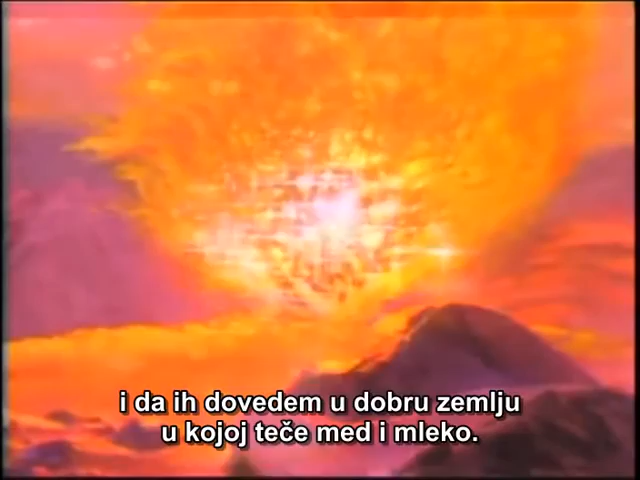 i da ih dovedem u dobru zemlju
u kojoj teče med i mleko.